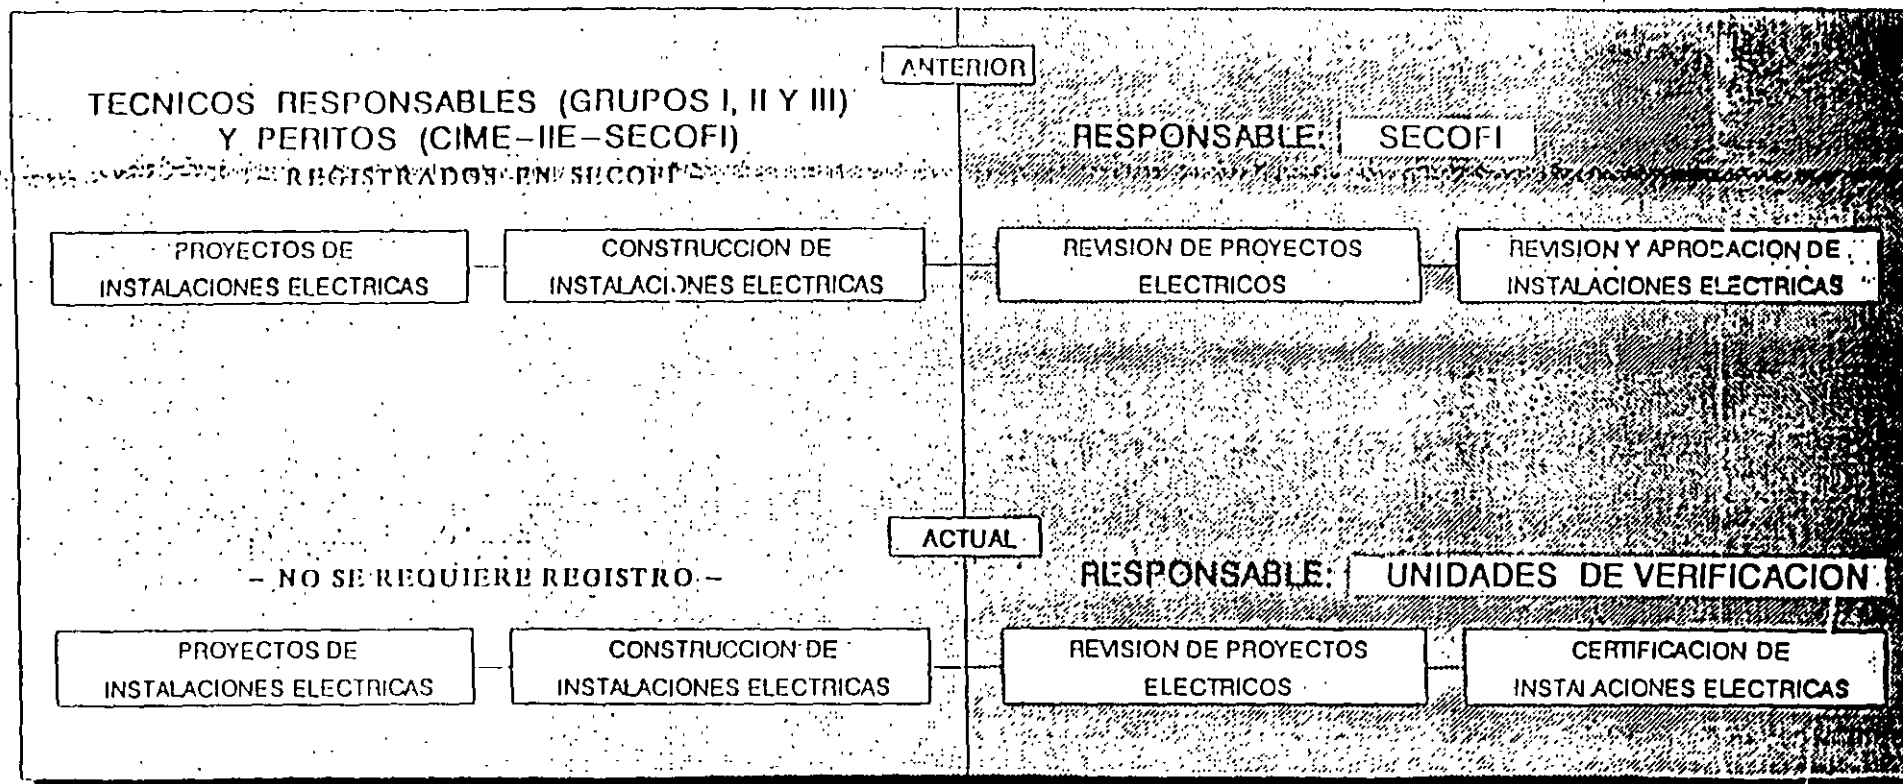 ANTERIOR
TECNICOS RESPONSABLES (GRUPOS I, II Y III)
Y PERITOS (CIME-IIE-SECOFI)
REGISTRADOS EN SECOFI
RESPONSABLE: SECOFI
PROYECTOS DE
INSTALACIONES ELECTRICAS
CONSTRUCCION DE
INSTALACIONES ELECTRICAS
REVISION DE PROYECTOS
ELECTRICOS
REVISION Y APROBACION DE
INSTALACIONES ELECTRICAS
ACTUAL
- NO SE REQUIERE REGISTRO -
RESPONSABLE: UNIDADES DE VERIFICACION
PROYECTOS DE
INSTALACIONES ELECTRICAS
CONSTRUCCION DE
INSTALACIONES ELECTRICAS
REVISION DE PROYECTOS
ELECTRICOS
CERTIFICACION DE
INSTALACIONES ELECTRICAS